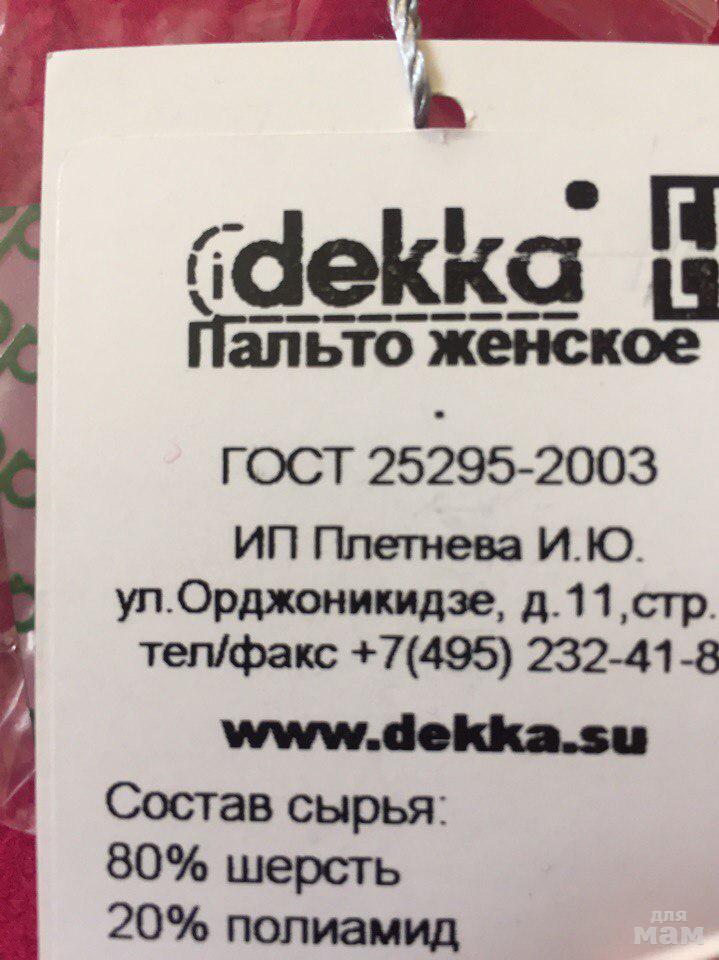 idekka
Пальто женское
ГОСТ 25295-2003
ИП Плетнева И.Ю.
ул.Орджоникидзе, д.11,стр.
тел/факс +7(495) 232-41-8
www.dekka.su
Состав сырья:
80% шерсть
20% полиамид
для
мам